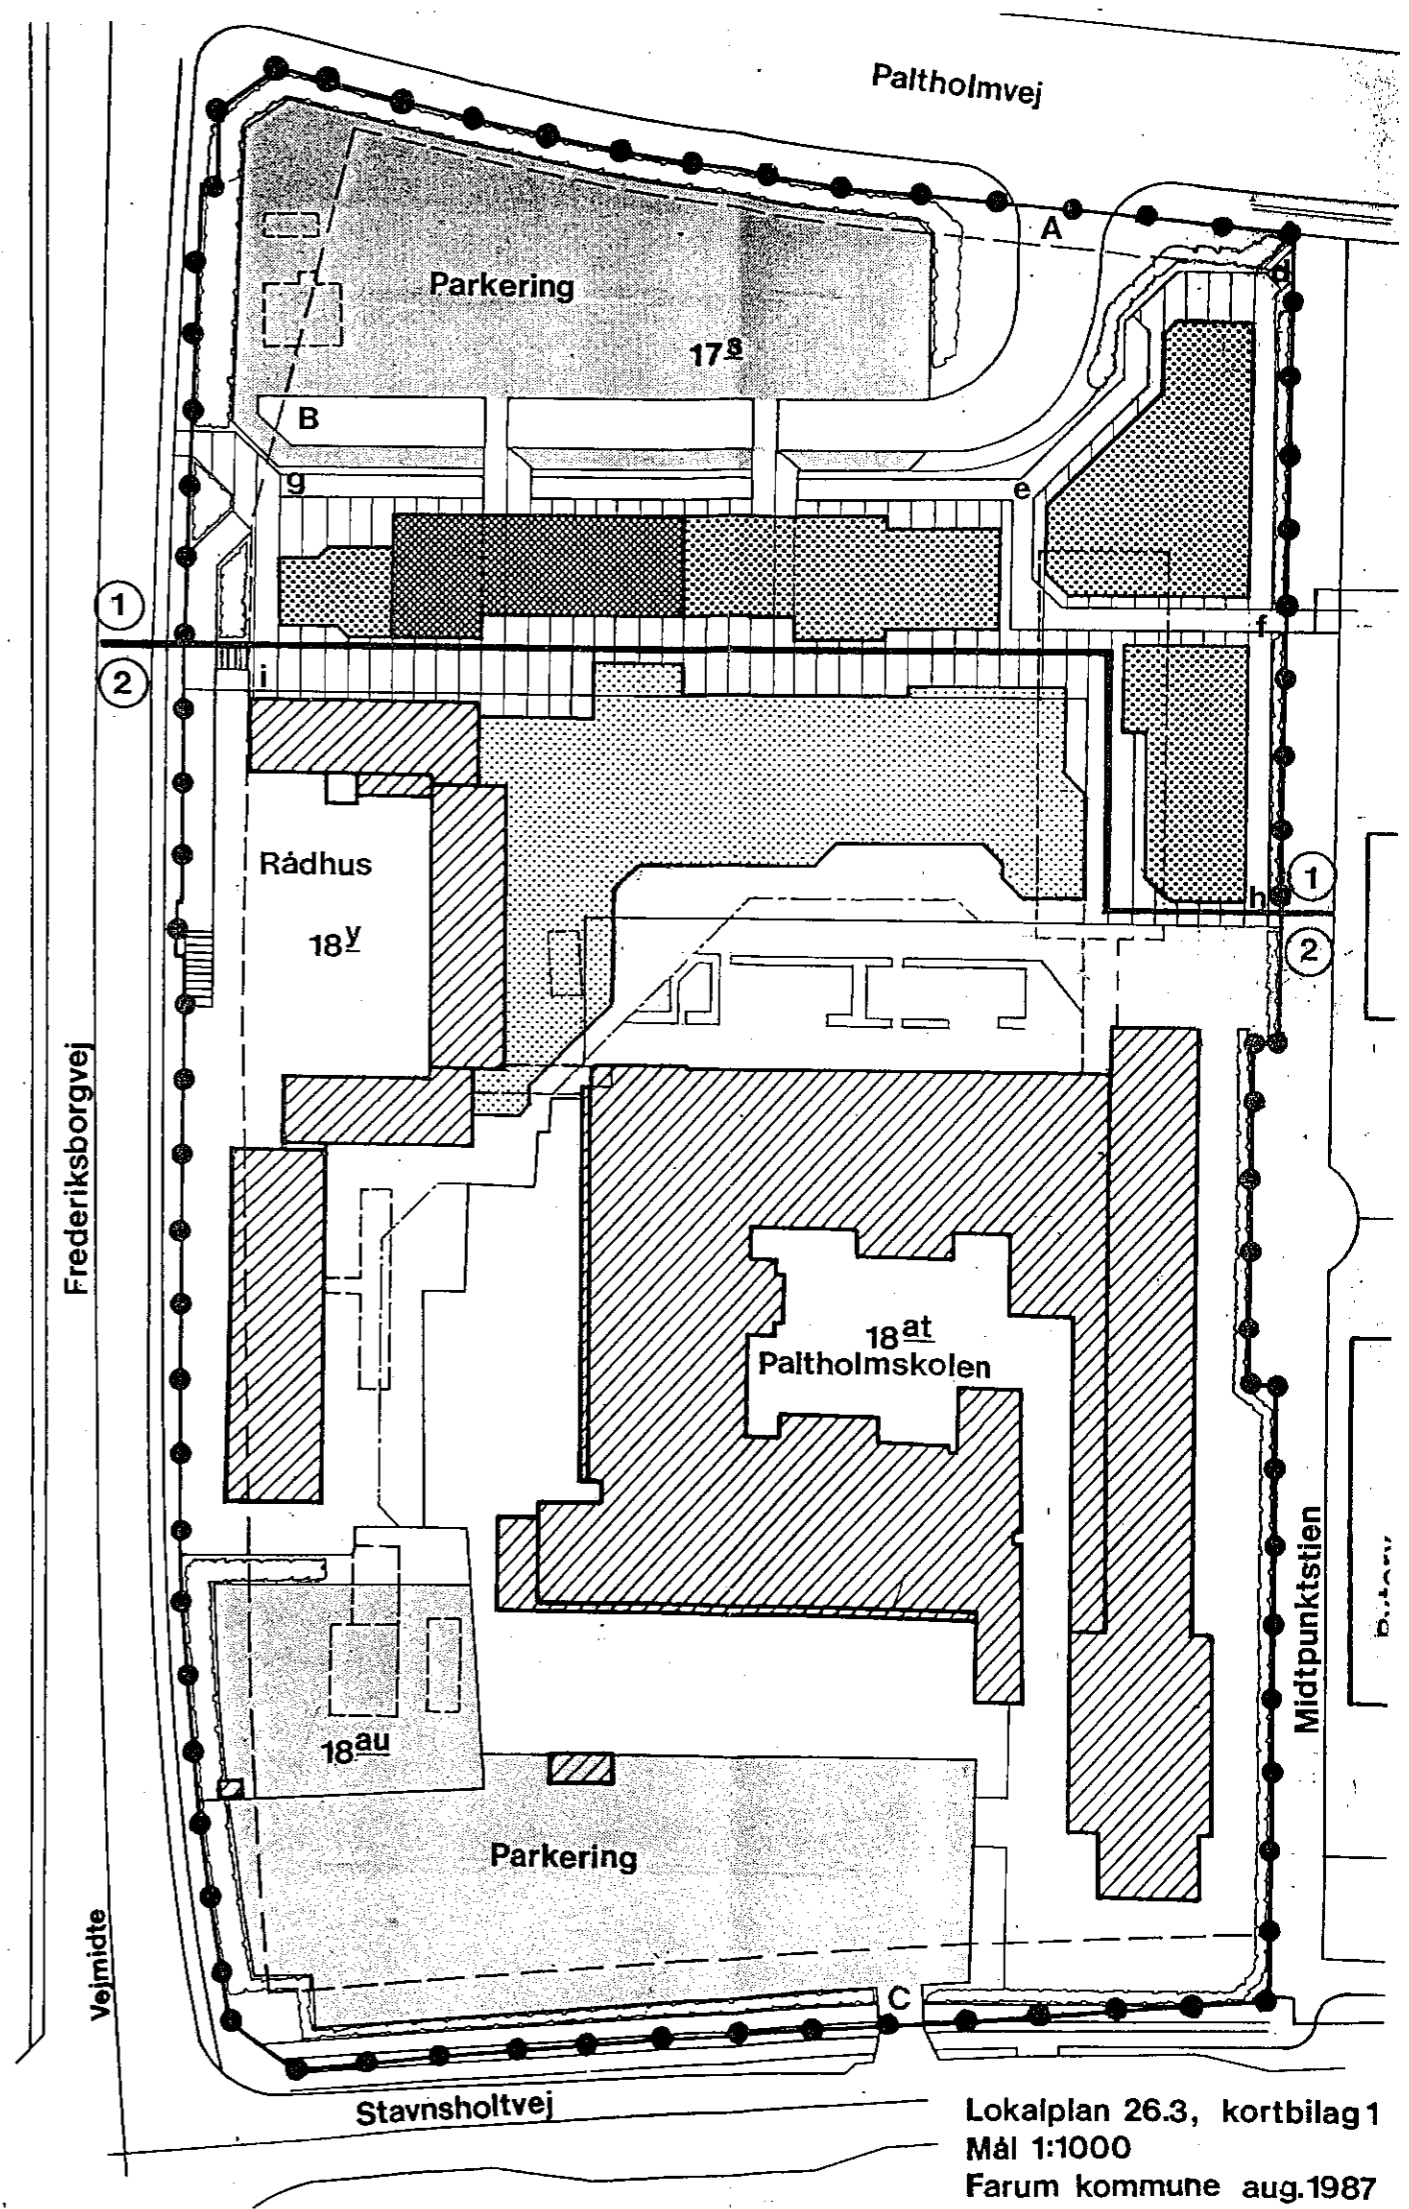 Paltholmvej
A
d
Parkering
17s
B
g
e
1
f
2
i
Rådhus
18y
h
1
2
Frederiksborgvej
18at
Paltholmskolen
Midtpunktstien
18au
Parkering
Vejmidte
C
Stavnsholtvej
Lokalplan 26.3, kortbilag 1
Mål 1:1000
Farum kommune aug. 1987